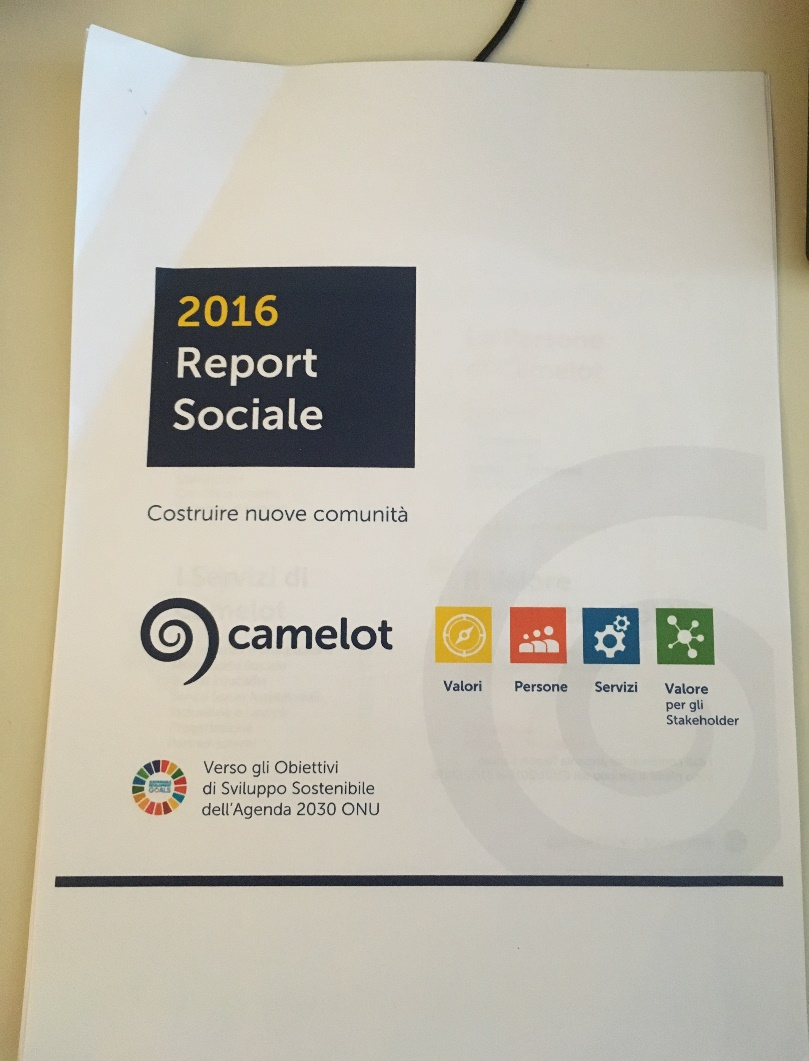 2016
Report
Sociale
Costruire nuove comunità
camelot
Valori
Persone
Servizi
Valore
per gli
Stakeholder
Verso gli Obiettivi
di Sviluppo Sostenibile
dell'Agenda 2030 ONU
GOALS